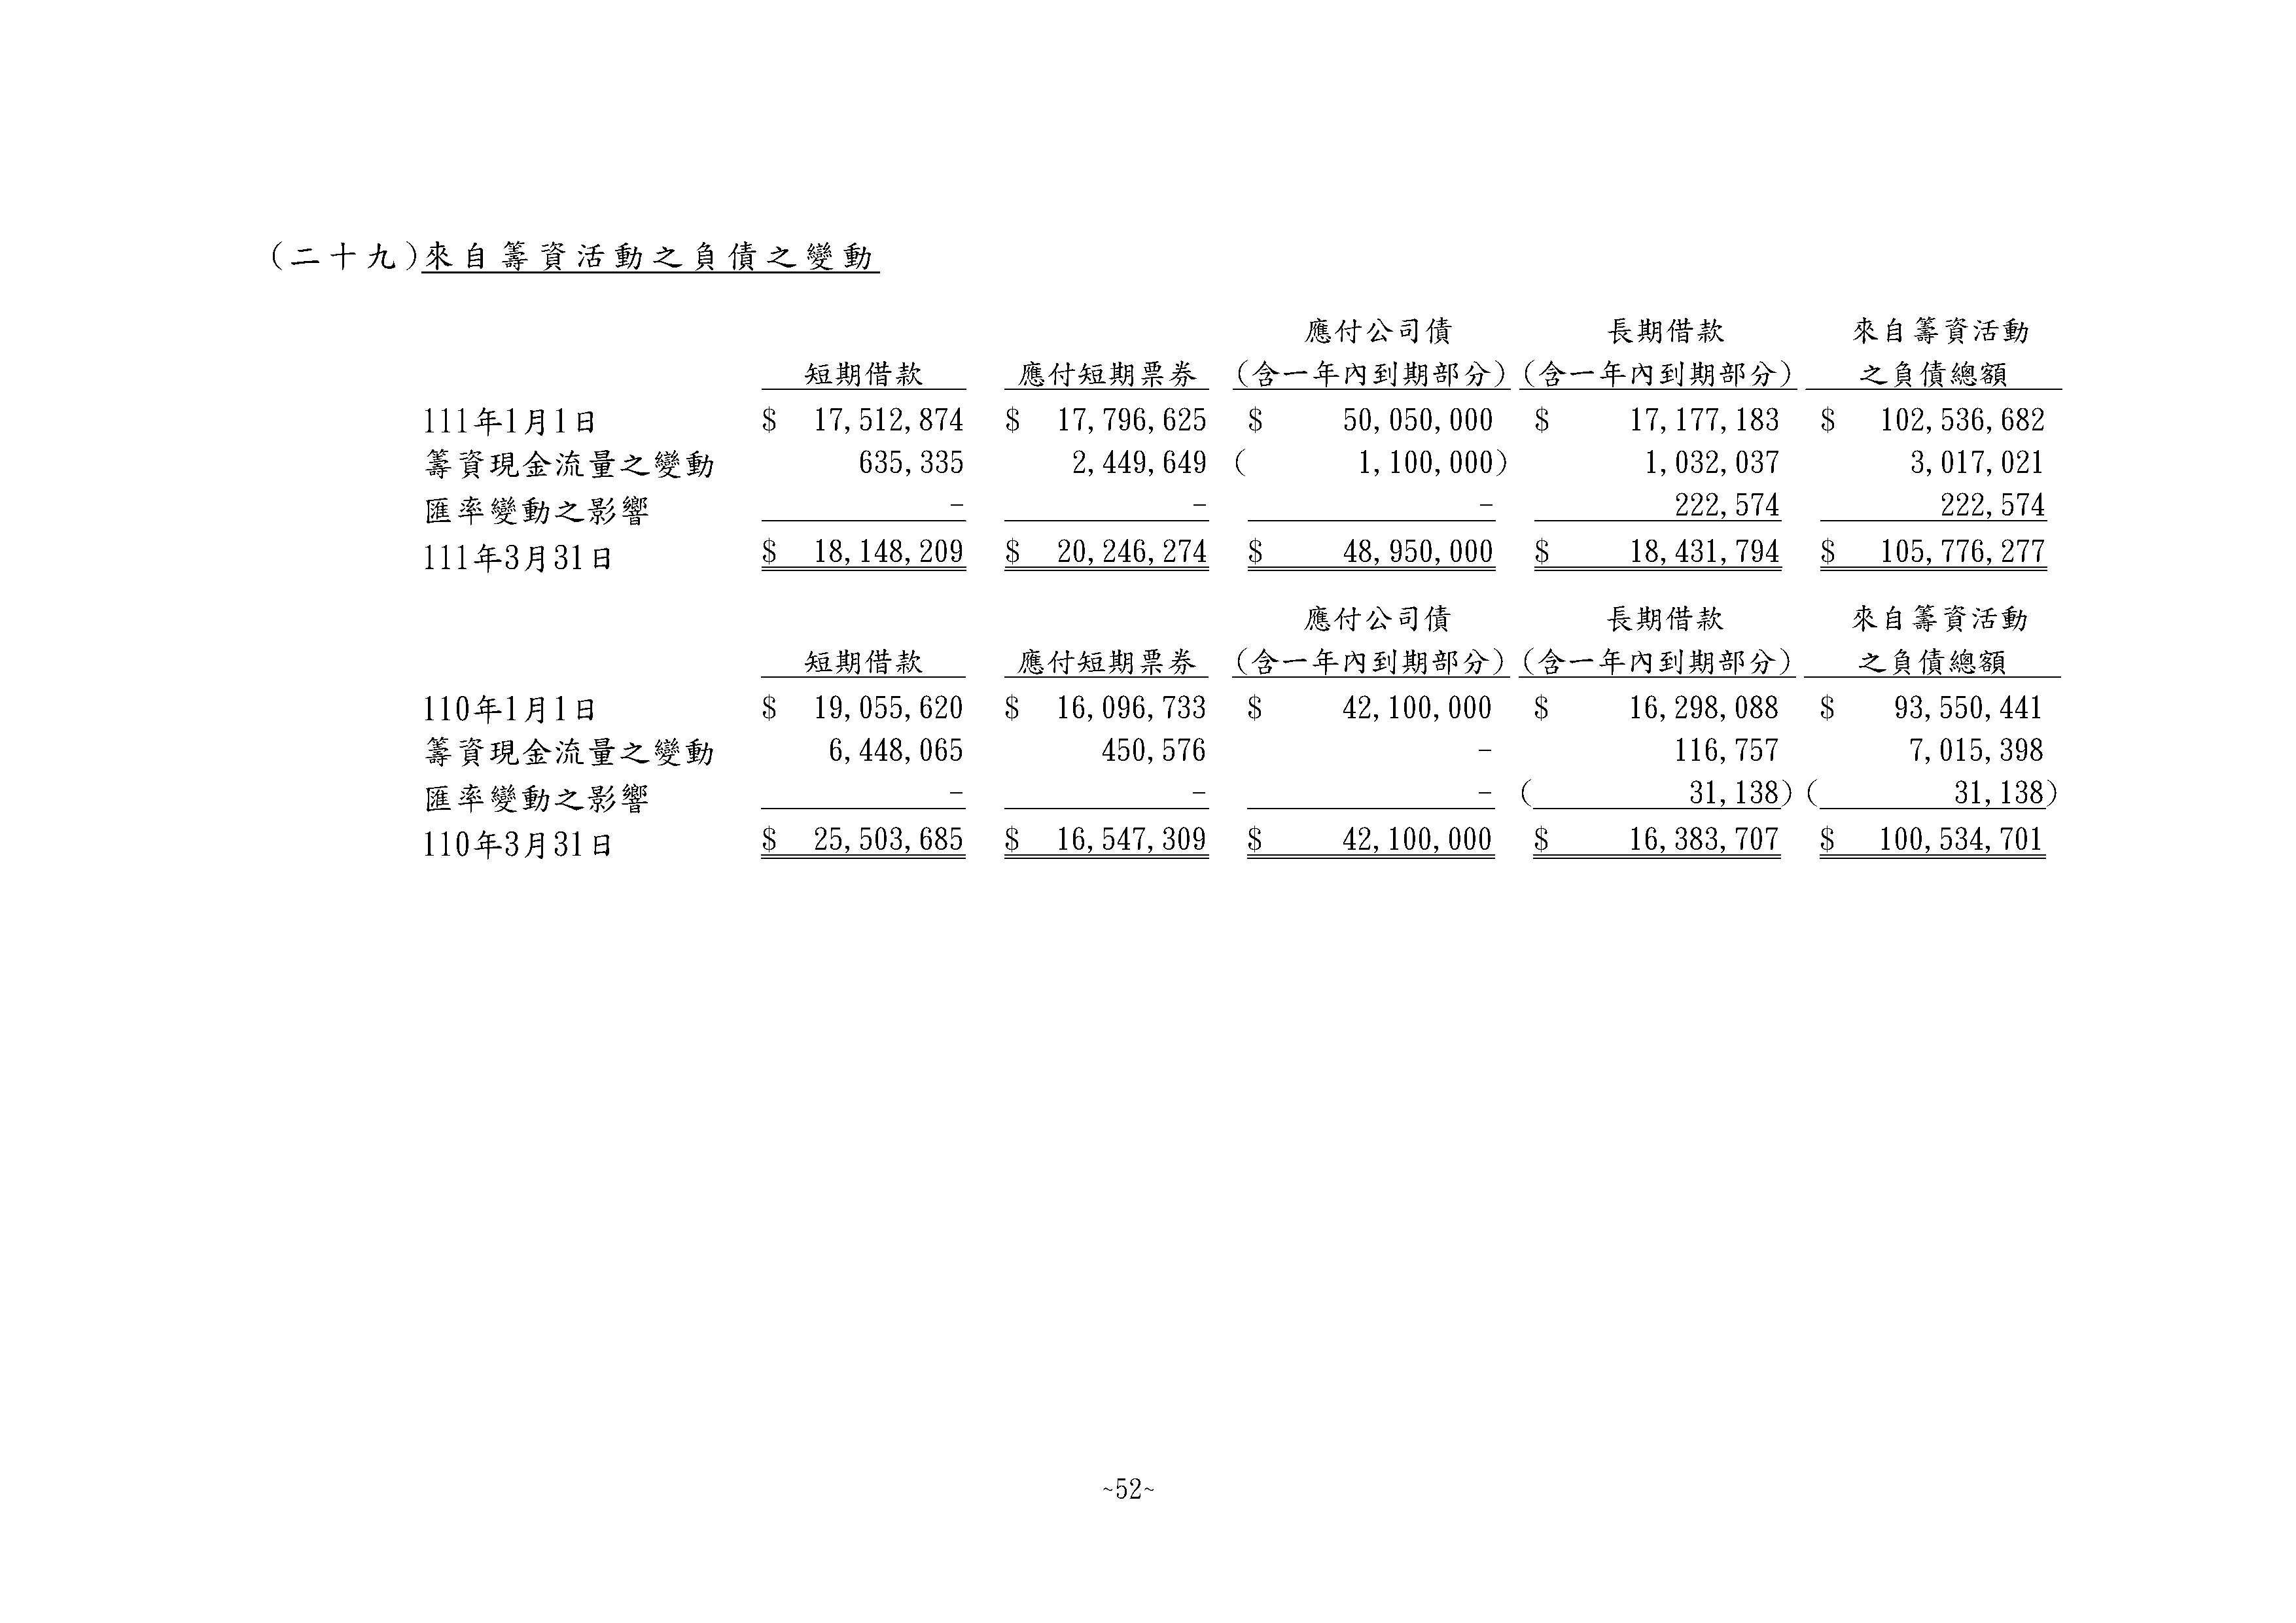 (二十九)來自籌資活動之負債之變動
應付公司債 長期借款 來自籌資活動
短期借款 應付短期票券 (含一年內到期部分) (含一年內到期部分) 之負債總額
111年1月1日 $ 17,512,874 $ 17,796,625 $ 50,050,000 $ 17,177,183 $ 102,536,682
籌資現金流量之變動 635,335 2,449,649 ( 1,100,000) 1,032,037 3,017,021
匯率變動之影響 - - - 222,574 222,574
111年3月31日 $ 18,148,209 $ 20,246,274 $ 48,950,000 $ 18,431,794 $ 105,776,277
應付公司債 長期借款 來自籌資活動
短期借款 應付短期票券 (含一年內到期部分) (含一年內到期部分) 之負債總額
110年1月1日 $ 19,055,620 $ 16,096,733 $ 42,100,000 $ 16,298,088 $ 93,550,441
籌資現金流量之變動 6,448,065 450,576 - 116,757 7,015,398
匯率變動之影響 - - - ( 31,138) ( 31,138)
110年3月31日 $ 25,503,685 $ 16,547,309 $ 42,100,000 $ 16,383,707 $ 100,534,701
~52~